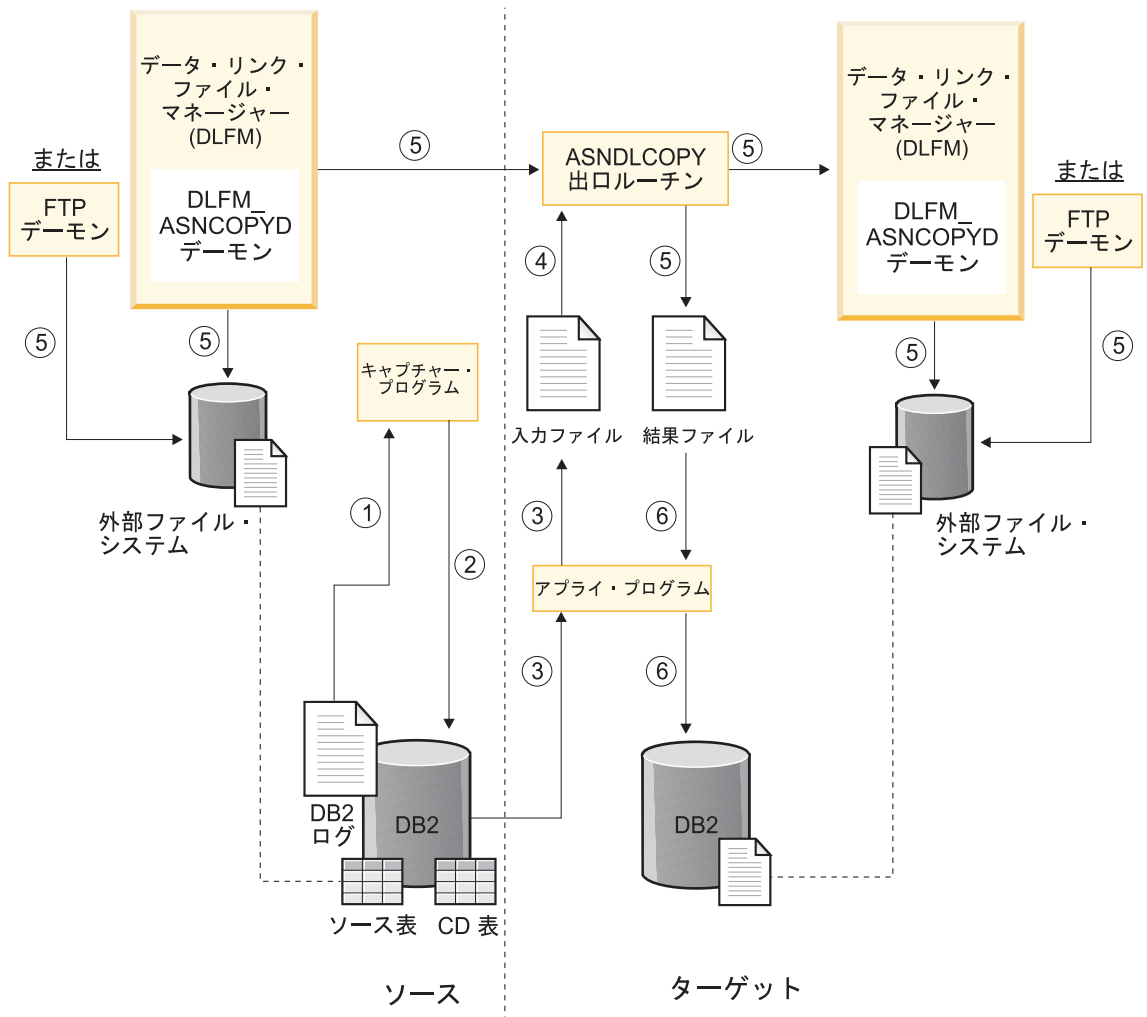 データ・リンク・
ファイル・
マネージャー
(DLFM)
DLFM_
ASNCOPYD
デーモン
または
FTP
デーモン
⑤
⑤
⑤
外部ファイル・
システム
キャプチャー・
プログラム
①
②
DB2
ログ
DB2
ソース表
CD 表
ソース
ASNDLCOPY
出口ルーチン
⑤
④
⑤
入力ファイル
結果ファイル
③
⑥
アプライ・プログラム
③
⑥
DB2
ターゲット
データ・リンク・
ファイル・
マネージャー
(DLFM)
DLFM_
ASNCOPYD
デーモン
または
FTP
デーモン
⑤
⑤
外部ファイル・
システム